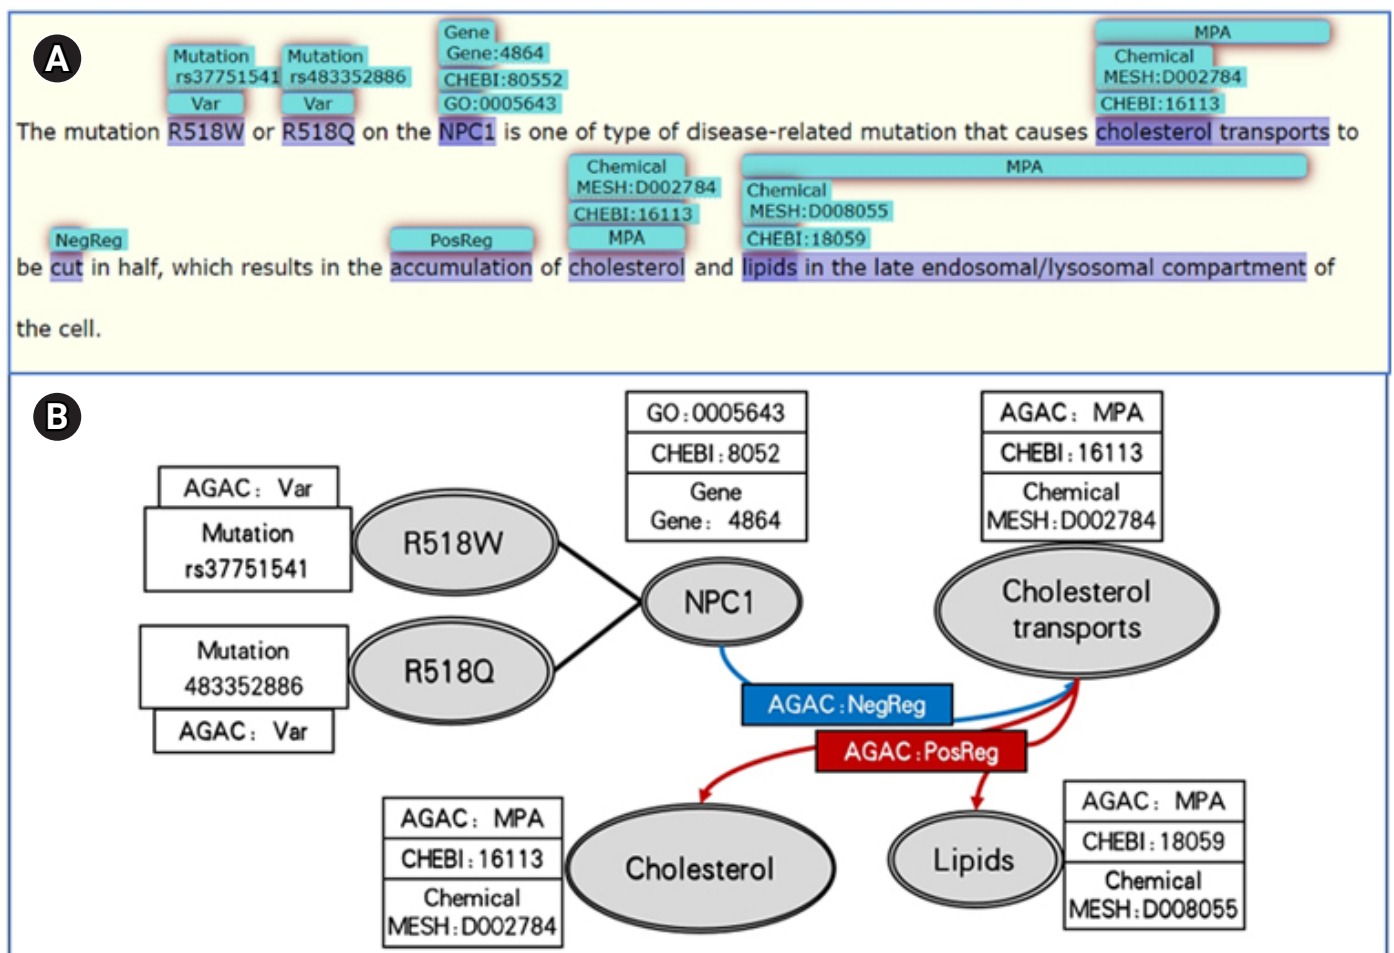 A
Gene
Gene:4864
CHEBI:80552
GO:0005643
Mutation
rs37751541
Var
Mutation
rs483352886
Var
MPA
Chemical
MESH:D002784
CHEBI:16113
The mutation R518W or R518Q on the NPC1 is one of type of disease-related mutation that causes cholesterol transports to
NegReg
PosReg
Chemical
MESH:D002784
CHEBI:16113
MPA
MPA
Chemical
MESH:D008055
CHEBI:18059
be cut in half, which results in the accumulation of cholesterol and lipids in the late endosomal/lysosomal compartment of
the cell.
B
GO:0005643
CHEBI:8052
Gene
Gene: 4864
AGAC: MPA
CHEBI:16113
Chemical
MESH:D002784
AGAC: Var
Mutation
rs37751541
R518W
NPC1
Cholesterol
transports
Mutation
483352886
AGAC: Var
R518Q
AGAC:NegReg
AGAC:PosReg
AGAC: MPA
CHEBI:16113
Chemical
MESH:D002784
Cholesterol
Lipids
AGAC: MPA
CHEBI:18059
Chemical
MESH:D008055